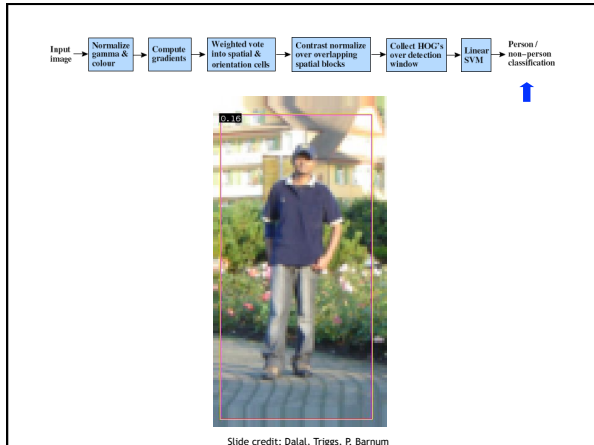 Input
image
Normalize
gamma &
colour
Compute
gradients
Weighted vote
into spatial &
orientation cells
Contrast normalize
over overlapping
spatial blocks
Collect HOG's
over detection
window
Linear
SVM
Person /
non-person
classification
0.16
Slide credit: Dalal, Triggs, P. Barnum